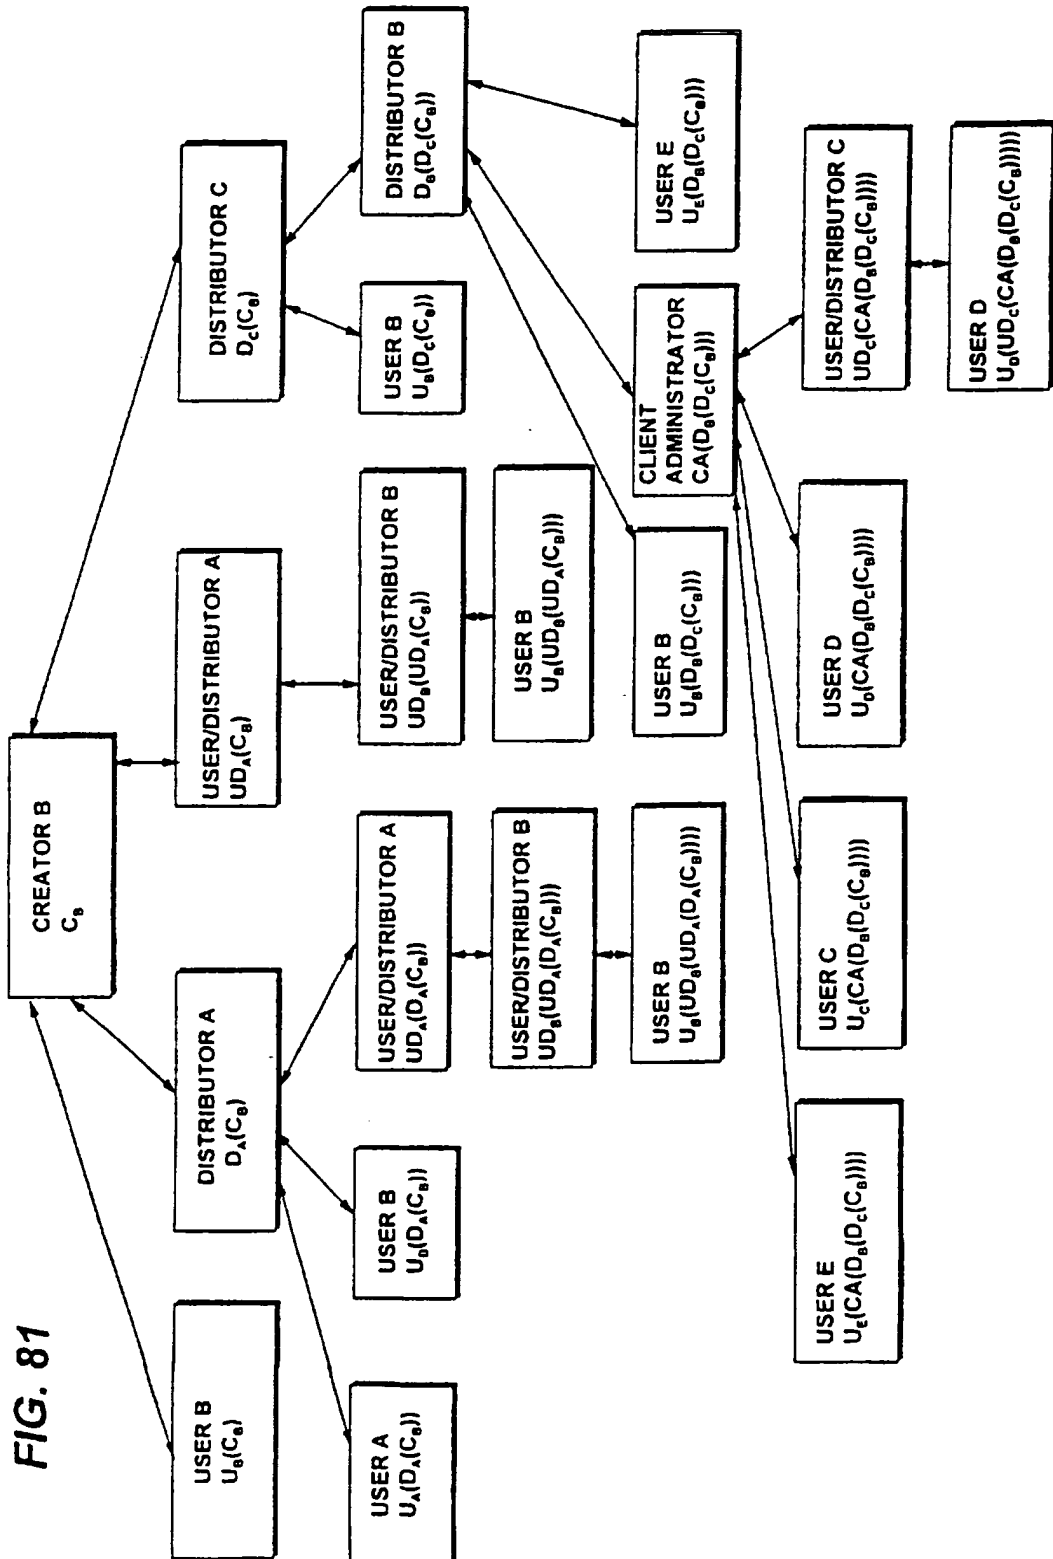 FIG. 81
CREATOR B
C_B
USER B
U_B(C_B)
DISTRIBUTOR A
D_A(C_B)
USER/DISTRIBUTOR A
UD_A(C_B)
DISTRIBUTOR C
D_C(C_B)
USER A
U_A(D_A(C_B))
USER B
U_D(D_A(C_B))
USER/DISTRIBUTOR A
UD_A(D_A(C_B))
USER/DISTRIBUTOR B
UD_B(UD_A(C_B))
USER B
U_B(D_C(C_B))
DISTRIBUTOR B
D_B(D_C(C_B))
USER/DISTRIBUTOR B
UD_B(UD_A(D_A(C_B)))
USER B
U_B(UD_B(UD_A(C_B)))
USER B
U_B(UD_B(UD_A(D_A(C_B))))
USER B
U_B(D_B(D_C(C_B)))
CLIENT
ADMINISTRATOR
CA(D_B(D_C(C_B)))
USER E
U_E(D_B(D_C(C_B)))
USER E
U_E(CA(D_B(D_C(C_B))))
USER C
U_C(CA(D_B(D_C(C_B))))
USER D
U_D(CA(D_B(D_C(C_B))))
USER/DISTRIBUTOR C
UD_C(CA(D_B(D_C(C_B))))
USER D
U_D(UD_C(CA(D_B(D_C(C_B))))))